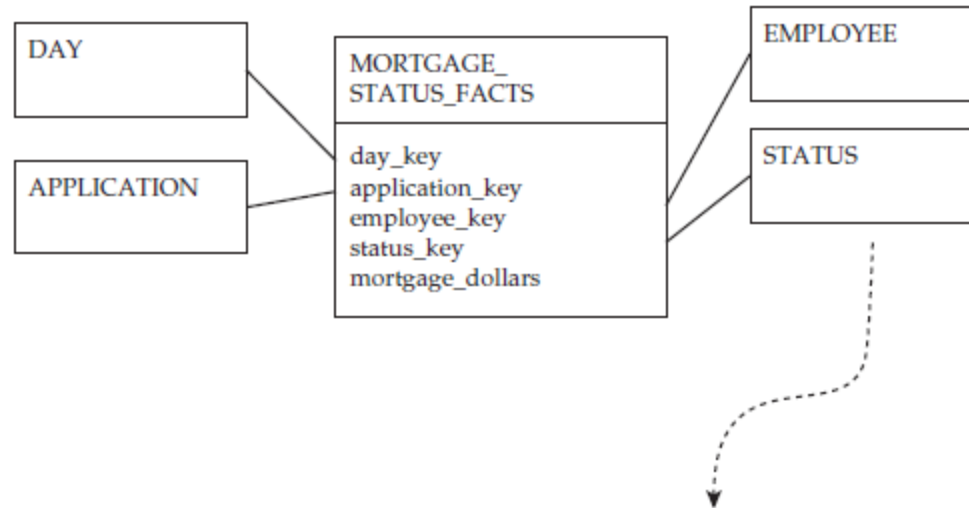 DAY
APPLICATION
MORTGAGE_
STATUS_FACTS
day_key
application_key
employee_key
status_key
mortgage_dollars
EMPLOYEE
STATUS